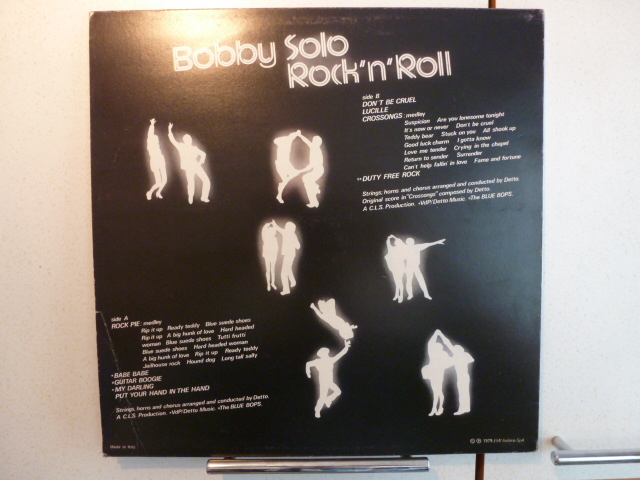 Bobby Solo
Rock'n'Roll
side B
DON'T BE CRUEL
LUCILLE
CROSSONGS: medley
Suspicion Are you lonesome tonight
It's now or never Don't be cruel
Teddy bear Stuck on you All shook up
Good luck charm I gotta know
Love me tender Crying in the chapel
Return to sender Surrender
Can't help fallin' in love Fame and fortune
**DUTY FREE ROCK
Strings, horns and chorus arranged and conducted by Detto.
Original score in "Crossongs" composed by Detto.
A C.L.S. Production. •VdP/Detto Music. •The BLUE BOPS.
side A
ROCK PIE: medley
Rip it up Ready teddy Blue suede shoes
Rip it up A big hunk of love Hard headed
woman Blue suede shoes Tutti frutti
Blue suede shoes Hard headed woman
A big hunk of love Rip it up Ready teddy
Jailhouse rock Hound dog Long tall sally
•BABE BABE
•GUITAR BOOGIE
•MY DARLING
PUT YOUR HAND IN THE HAND
Strings, horns and chorus arranged and conducted by Detto.
A C.L.S. Production. •VdP/Detto Music. •The BLUE BOPS.
Made in Italy
© ℗ 1979 EMI Italiana SpA